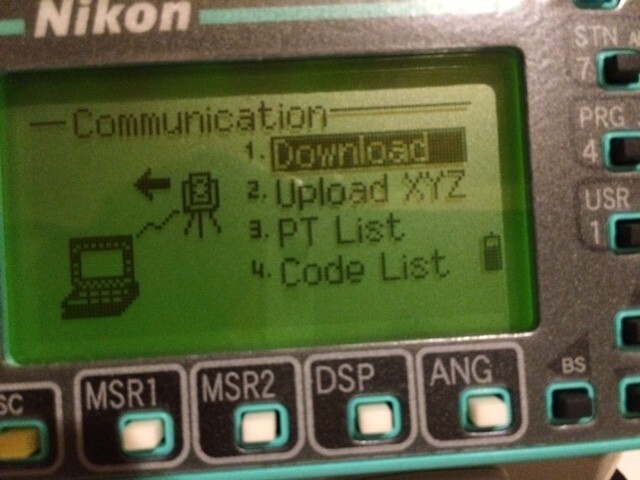 Nikon
Communication
1. Download
2. Upload XYZ
3. PT List
4. Code List
STN
7
PRG
4
USR
1
MSR1
MSR2
DSP
ANG
BS